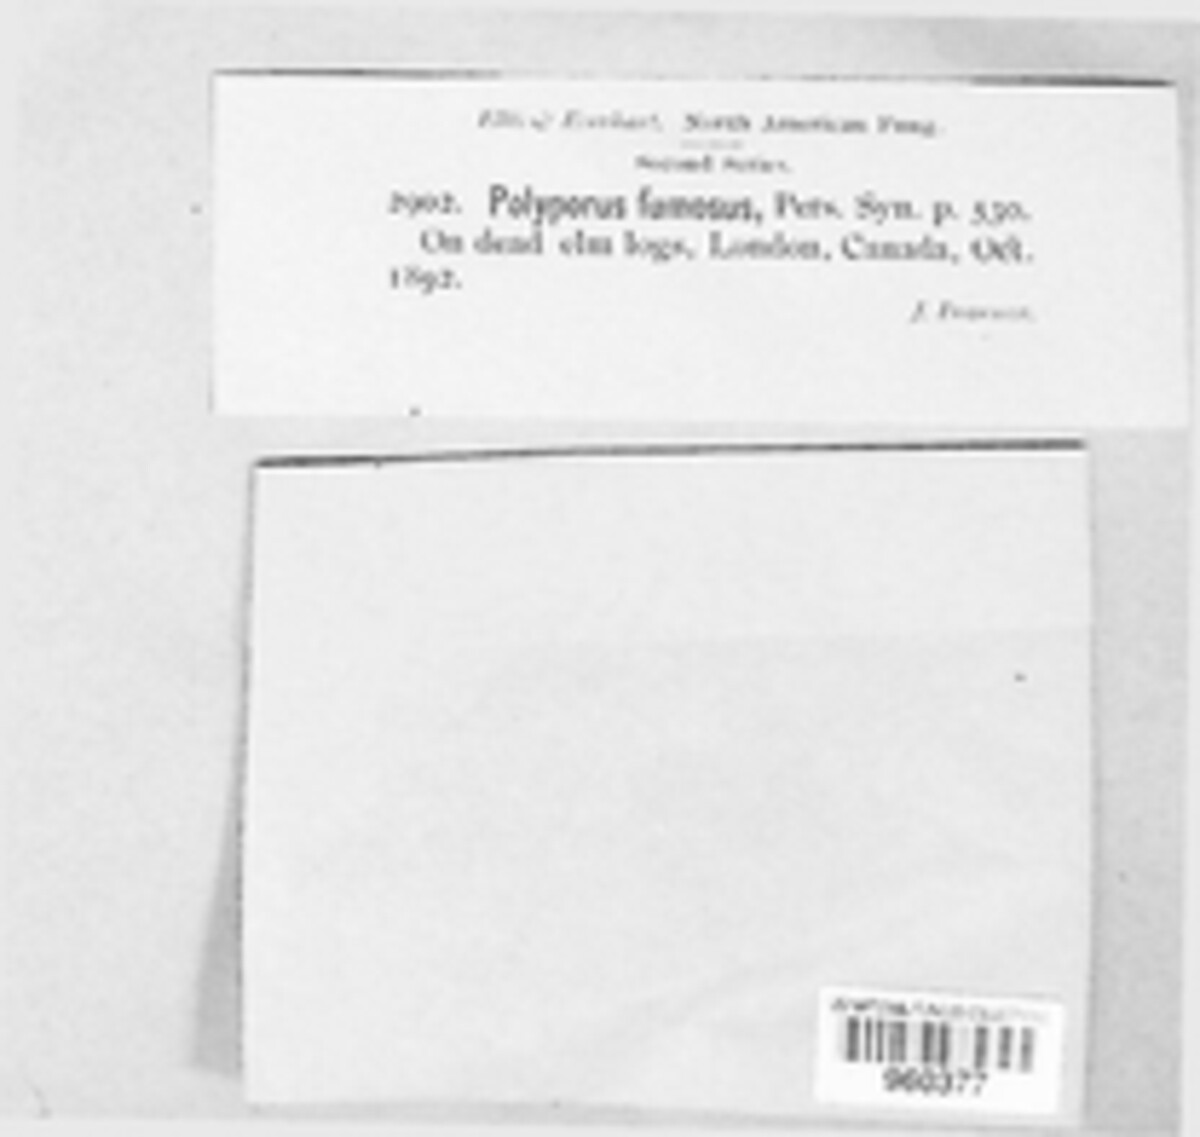 Ellis & Everhart, North American Fungi.
Second Series.
2902. Polyporus fumosus, Pers. Syn. p. 530.
On dead elm logs, London, Canada, Oct.
1892.
J. Dearness.
960377